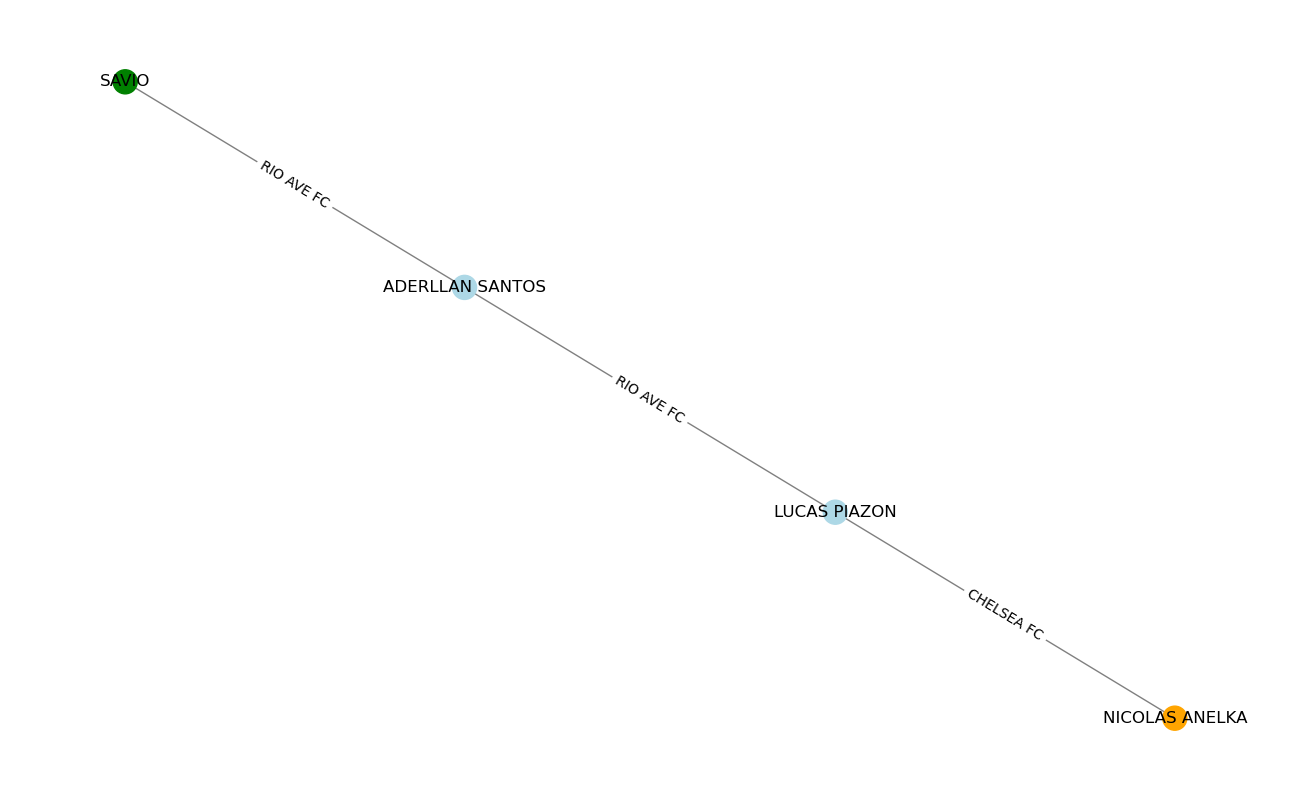 SAVIO
RIO AVE FC
ADERLLAN SANTOS
RIO AVE FC
LUCAS PIAZON
CHELSEA FC
NICOLAS ANELKA